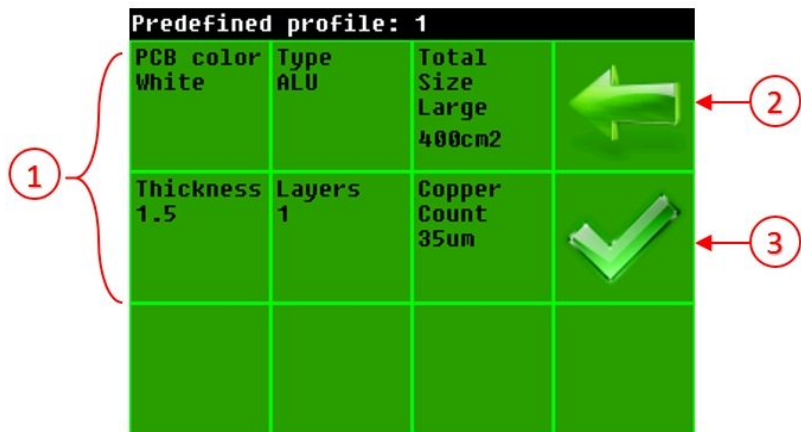 Predefined profile: 1
PCB color
White
Type
ALU
Total
Size
Large
400cm2
2
1
Thickness
1.5
Layers
1
Copper
Count
35um
3